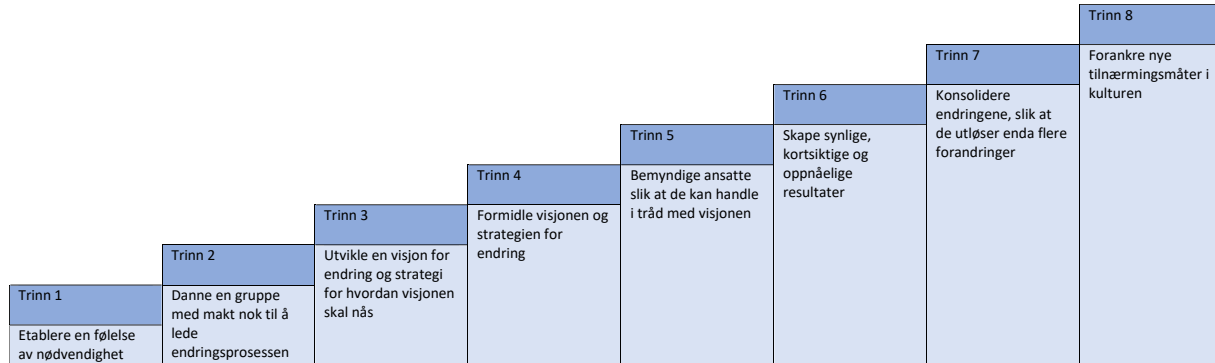 Trinn 1
Etablere en følelse
av nødvendighet
Trinn 2
Danne en gruppe
med makt nok til å
lede
endringsprosessen
Trinn 3
Utvikle en visjon for
endring og strategi
for hvordan visjonen
skal nås
Trinn 4
Formidle visjonen og
strategien for
endring
Trinn 5
Bemyndige ansatte
slik at de kan handle
i tråd med visjonen
Trinn 6
Skape synlige,
kortsiktige og
oppnåelige
resultater
Trinn 7
Konsolidere
endringene, slik at
de utløser enda flere
forandringer
Trinn 8
Forankre nye
tilnærmingsmåter i
kulturen